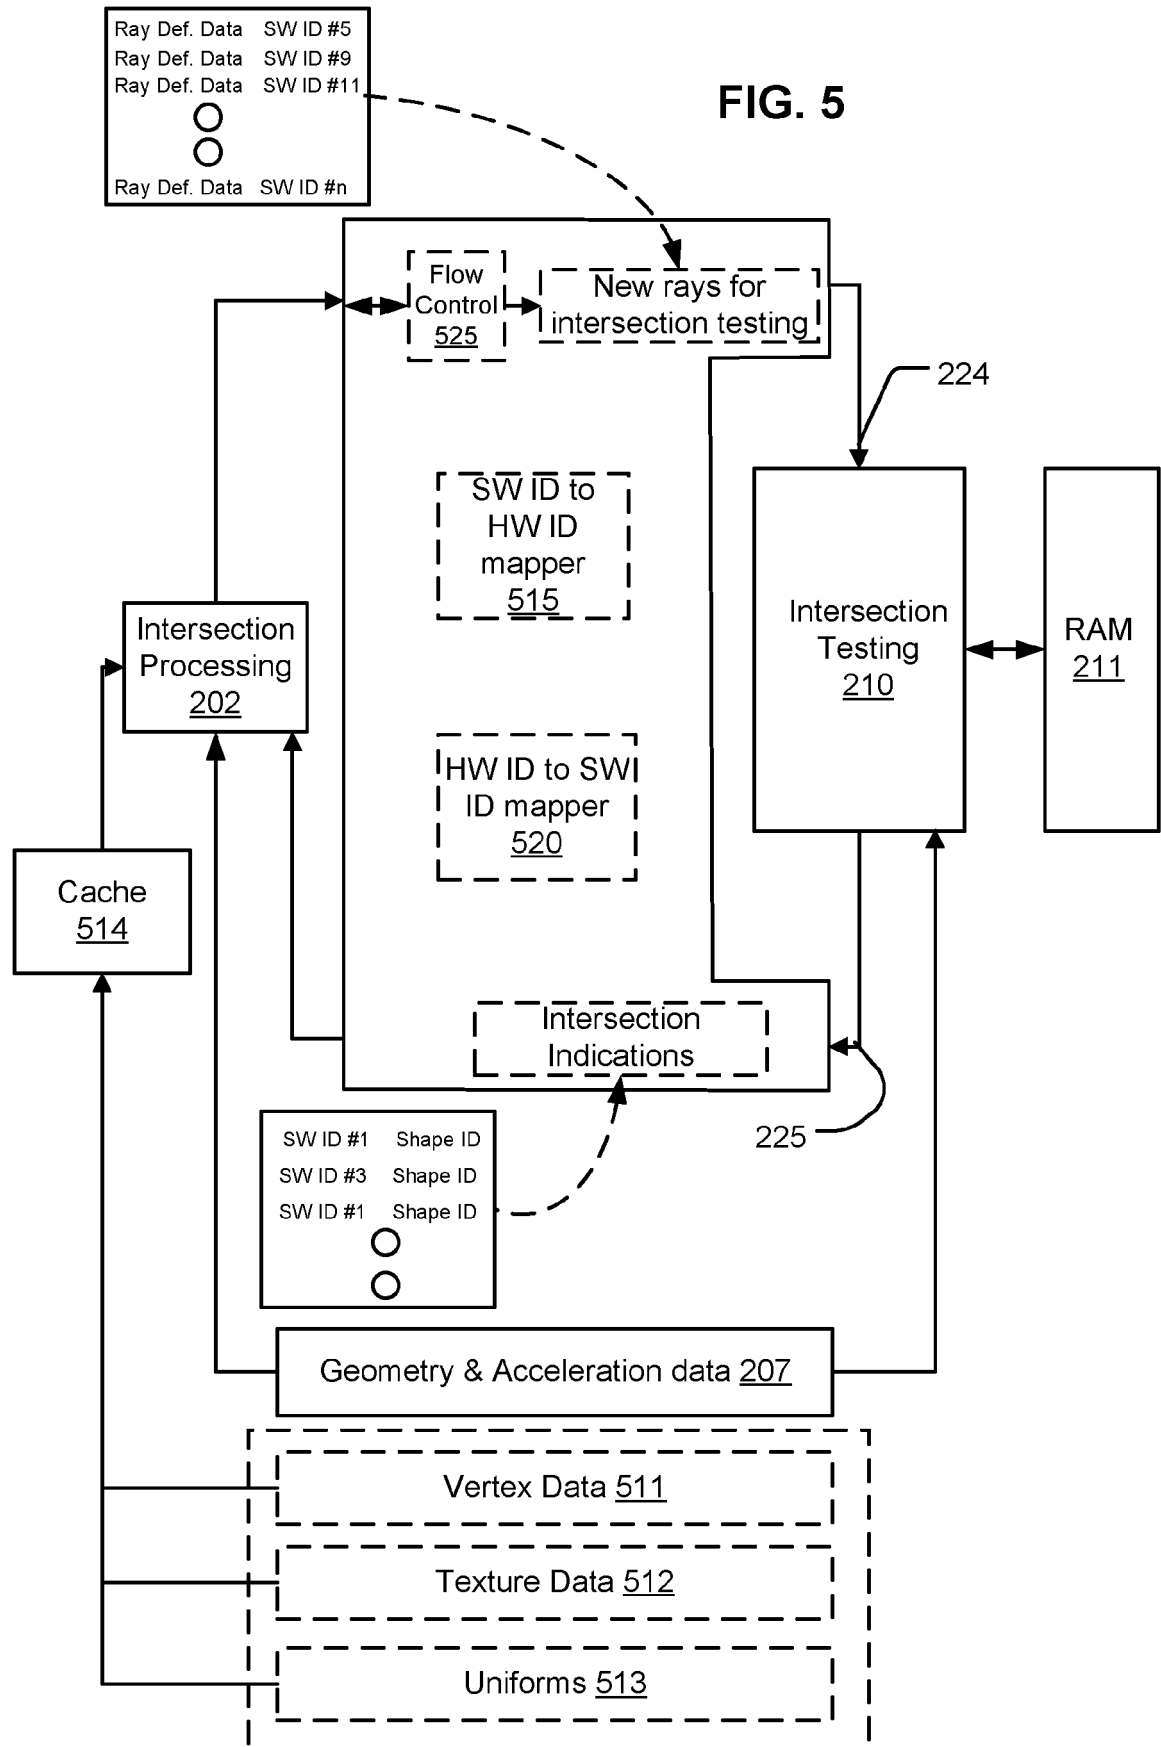 Ray Def. Data SW ID #5
Ray Def. Data SW ID #9
Ray Def. Data SW ID #11
Ray Def. Data SW ID #n
FIG. 5
Flow
Control
525
New rays for
intersection testing
224
SW ID to
HW ID
mapper
515
Intersection
Testing
210
RAM
211
Intersection
Processing
202
HW ID to SW
ID mapper
520
Cache
514
Intersection
Indications
225
SW ID #1 Shape ID
SW ID #3 Shape ID
SW ID #1 Shape ID
Geometry & Acceleration data 207
Vertex Data 511
Texture Data 512
Uniforms 513